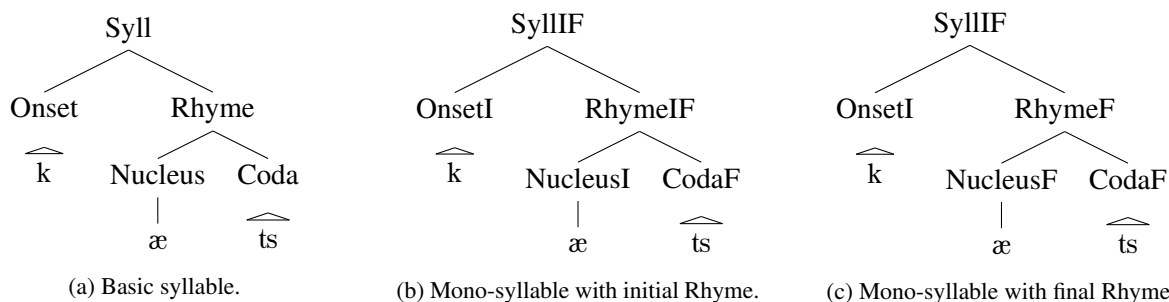 Syll
Onset Rhyme
k Nucleus Coda
æ ts
(a) Basic syllable.
SyllIF
OnsetI RhymeIF
k NucleusI CodaF
æ ts
(b) Mono-syllable with initial Rhyme.
SyllIF
OnsetI RhymeF
k NucleusF CodaF
æ ts
(c) Mono-syllable with final Rhyme